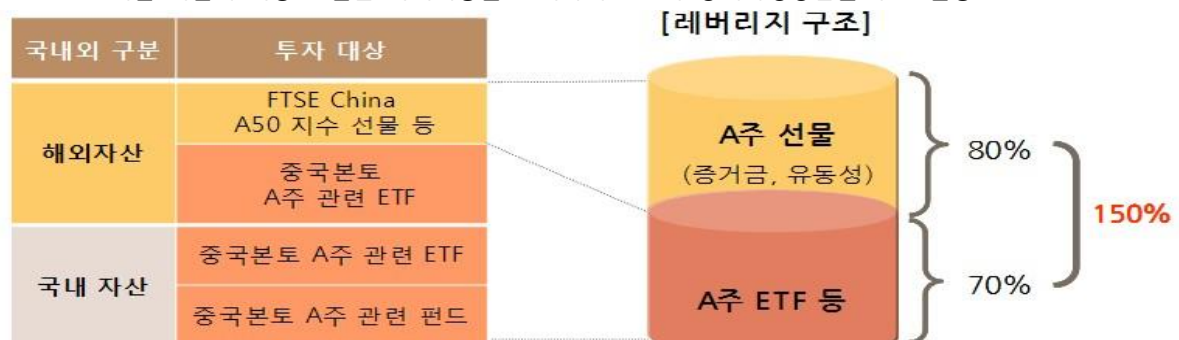 [레버리지 구조]
국내외 구분
투자 대상
해외자산
FTSE China
A50 지수 선물 등
중국본토
A주 관련 ETF
국내 자산
중국본토 A주 관련 ETF
중국본토 A주 관련 펀드
A주 선물
(증거금, 유동성)
A주 ETF 등
80%
70%
150%